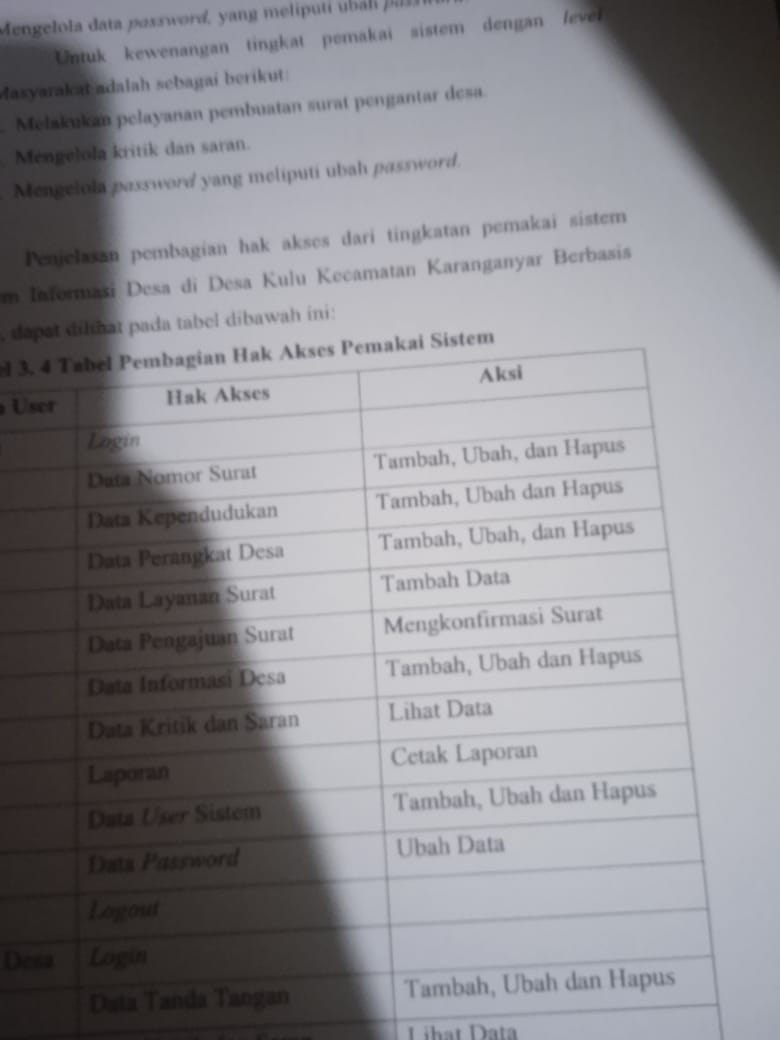 Mengelola data password, yang meliputi ubah
Untuk kewenangan tingkat pemakai sistem dengan level
Masyarakat adalah sebagai berikut:
. Melakukan pelayanan pembuatan surat pengantar desa.
. Mengelola kritik dan saran.
. Mengelola password yang meliputi ubah password.
Penjelasan pembagian hak akses dari tingkatan pemakai sistem
Informasi Desa di Desa Kulu Kecamatan Karanganyar Berbasis
, dapat dilihat pada tabel dibawah ini:
3. 4 Tabel Pembagian Hak Akses Pemakai Sistem
User Hak Akses Aksi
Login
Data Nomor Surat Tambah, Ubah, dan Hapus
Data Kependudukan Tambah, Ubah dan Hapus
Data Perangkat Desa Tambah, Ubah, dan Hapus
Data Layanan Surat Tambah Data
Data Pengajuan Surat Mengkonfirmasi Surat
Data Informasi Desa Tambah, Ubah dan Hapus
Data Kritik dan Saran Lihat Data
Laporan Cetak Laporan
Data User Sistem Tambah, Ubah dan Hapus
Data Password Ubah Data
Logout
Desa Login
Data Tanda Tangan Tambah, Ubah dan Hapus
Lihat Data